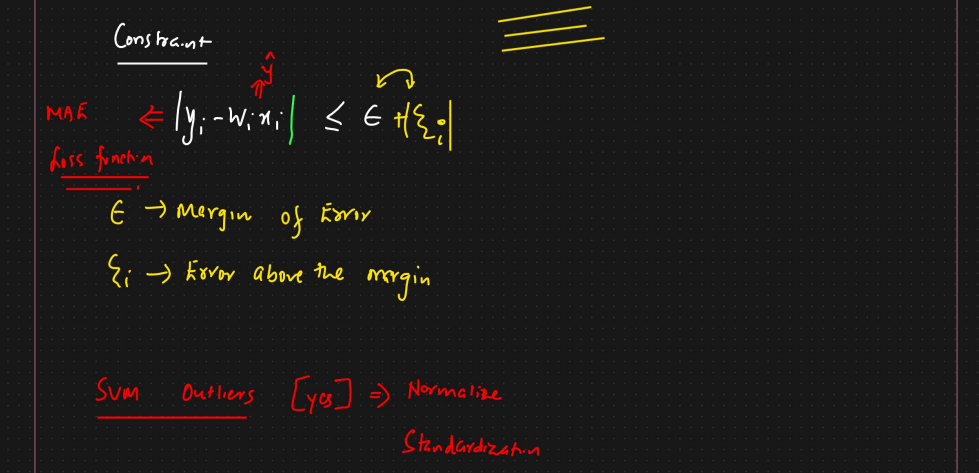 Constraint
ŷ
MAE ⇐ |yᵢ - wᵢxᵢ| ≤ ϵ + |ξᵢ|
Loss function
ϵ → Margin of Error
ξᵢ → Error above the margin
SVM Outliers [yes] ⇒ Normalize
Standardization